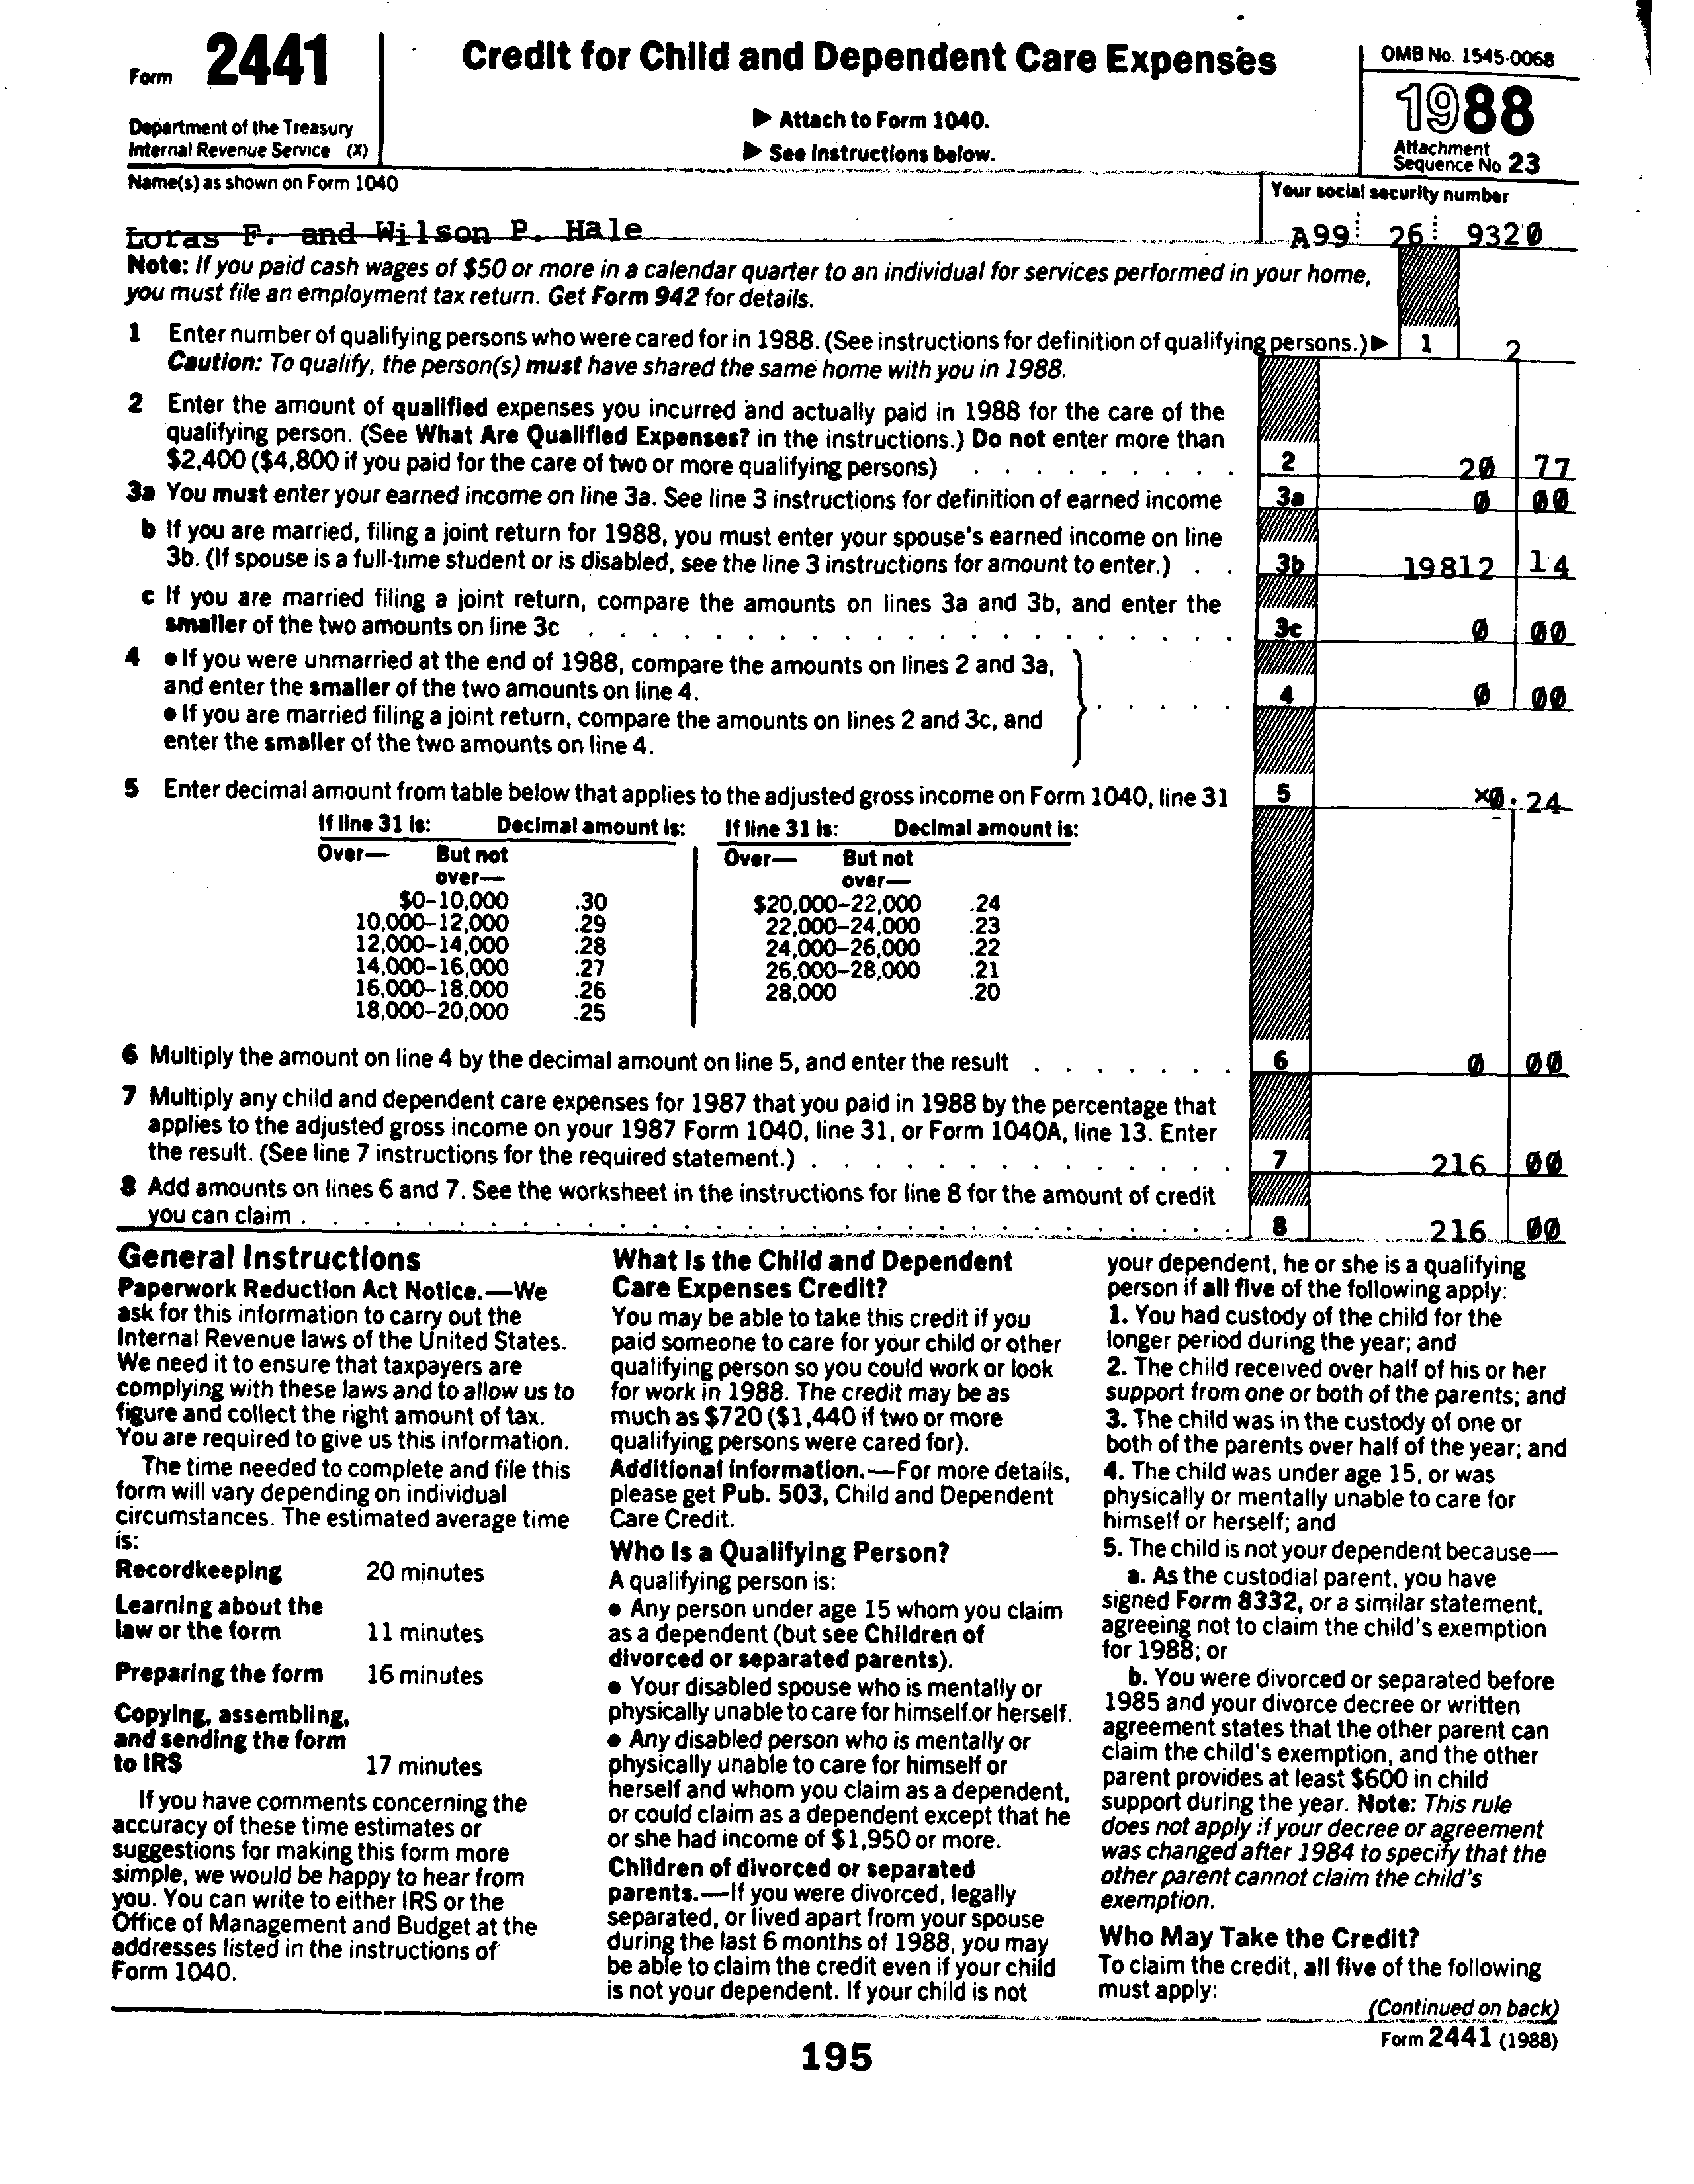 Form 2441
Credit for Child and Dependent Care Expenses
OMB No. 1545-0068
1988
Department of the Treasury
Internal Revenue Service (X)
▶ Attach to Form 1040.
▶ See Instructions below.
Attachment
Sequence No 23
Name(s) as shown on Form 1040
Your social security number
Loras F. and Wilson P. Hale
A99 26 9320
Note: If you paid cash wages of $50 or more in a calendar quarter to an individual for services performed in your home,
you must file an employment tax return. Get Form 942 for details.
1 Enter number of qualifying persons who were cared for in 1988. (See instructions for definition of qualifying persons.) ▶ 1 2
Caution: To qualify, the person(s) must have shared the same home with you in 1988.
2 Enter the amount of qualified expenses you incurred and actually paid in 1988 for the care of the
qualifying person. (See What Are Qualified Expenses? in the instructions.) Do not enter more than
$2,400 ($4,800 if you paid for the care of two or more qualifying persons) . . . . . . . . . 2 20 77
3a You must enter your earned income on line 3a. See line 3 instructions for definition of earned income 3a 0 00
b If you are married, filing a joint return for 1988, you must enter your spouse's earned income on line
3b. (If spouse is a full-time student or is disabled, see the line 3 instructions for amount to enter.) . . 3b 19812 14
c If you are married filing a joint return, compare the amounts on lines 3a and 3b, and enter the
smaller of the two amounts on line 3c . . . . . . . . . . . . . . . . . . . . 3c 0 00
4 ● If you were unmarried at the end of 1988, compare the amounts on lines 2 and 3a,
and enter the smaller of the two amounts on line 4. . . . . . 4 0 00
● If you are married filing a joint return, compare the amounts on lines 2 and 3c, and
enter the smaller of the two amounts on line 4.
5 Enter decimal amount from table below that applies to the adjusted gross income on Form 1040, line 31 5 ×0.24
If line 31 is: Decimal amount is: If line 31 is: Decimal amount is:
Over— But not Over— But not
over— over—
$0–10,000 .30 $20,000–22,000 .24
10,000–12,000 .29 22,000–24,000 .23
12,000–14,000 .28 24,000–26,000 .22
14,000–16,000 .27 26,000–28,000 .21
16,000–18,000 .26 28,000 .20
18,000–20,000 .25
6 Multiply the amount on line 4 by the decimal amount on line 5, and enter the result . . . . . . . 6 0 00
7 Multiply any child and dependent care expenses for 1987 that you paid in 1988 by the percentage that
applies to the adjusted gross income on your 1987 Form 1040, line 31, or Form 1040A, line 13. Enter
the result. (See line 7 instructions for the required statement.) . . . . . . . . . . . . . 7 216 00
8 Add amounts on lines 6 and 7. See the worksheet in the instructions for line 8 for the amount of credit
you can claim . . . . . . . . . . . . . . . . . . . . . . . . . . . . . 8 216 00
General Instructions
Paperwork Reduction Act Notice.—We
ask for this information to carry out the
Internal Revenue laws of the United States.
We need it to ensure that taxpayers are
complying with these laws and to allow us to
figure and collect the right amount of tax.
You are required to give us this information.
The time needed to complete and file this
form will vary depending on individual
circumstances. The estimated average time
is:
Recordkeeping 20 minutes
Learning about the
law or the form 11 minutes
Preparing the form 16 minutes
Copying, assembling,
and sending the form
to IRS 17 minutes
If you have comments concerning the
accuracy of these time estimates or
suggestions for making this form more
simple, we would be happy to hear from
you. You can write to either IRS or the
Office of Management and Budget at the
addresses listed in the instructions of
Form 1040.
What Is the Child and Dependent
Care Expenses Credit?
You may be able to take this credit if you
paid someone to care for your child or other
qualifying person so you could work or look
for work in 1988. The credit may be as
much as $720 ($1,440 if two or more
qualifying persons were cared for).
Additional Information.—For more details,
please get Pub. 503, Child and Dependent
Care Credit.
Who Is a Qualifying Person?
A qualifying person is:
● Any person under age 15 whom you claim
as a dependent (but see Children of
divorced or separated parents).
● Your disabled spouse who is mentally or
physically unable to care for himself or herself.
● Any disabled person who is mentally or
physically unable to care for himself or
herself and whom you claim as a dependent,
or could claim as a dependent except that he
or she had income of $1,950 or more.
Children of divorced or separated
parents.—If you were divorced, legally
separated, or lived apart from your spouse
during the last 6 months of 1988, you may
be able to claim the credit even if your child
is not your dependent. If your child is not
your dependent, he or she is a qualifying
person if all five of the following apply:
1. You had custody of the child for the
longer period during the year; and
2. The child received over half of his or her
support from one or both of the parents; and
3. The child was in the custody of one or
both of the parents over half of the year; and
4. The child was under age 15, or was
physically or mentally unable to care for
himself or herself; and
5. The child is not your dependent because—
a. As the custodial parent, you have
signed Form 8332, or a similar statement,
agreeing not to claim the child's exemption
for 1988; or
b. You were divorced or separated before
1985 and your divorce decree or written
agreement states that the other parent can
claim the child's exemption, and the other
parent provides at least $600 in child
support during the year. Note: This rule
does not apply if your decree or agreement
was changed after 1984 to specify that the
other parent cannot claim the child's
exemption.
Who May Take the Credit?
To claim the credit, all five of the following
must apply:
(Continued on back)
Form 2441 (1988)
195